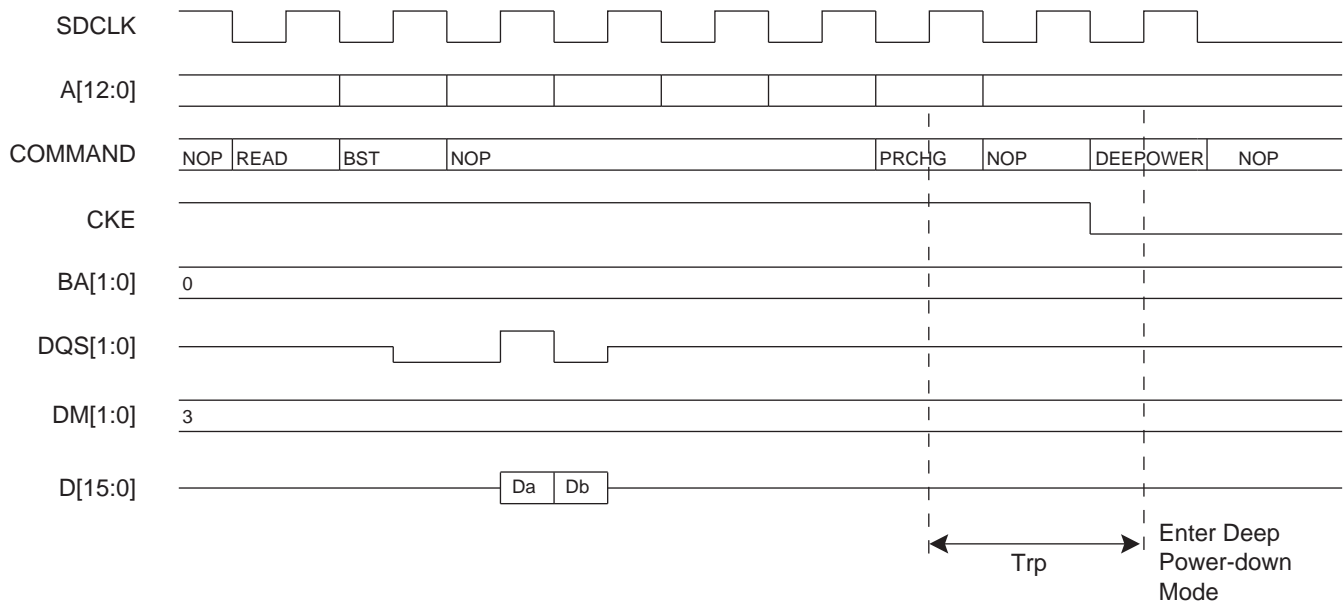 SDCLK
A[12:0]
COMMAND NOP READ BST NOP PRCHG NOP DEEPOWER NOP
CKE
BA[1:0] 0
DQS[1:0]
DM[1:0] 3
D[15:0] Da Db
Trp
Enter Deep
Power-down
Mode